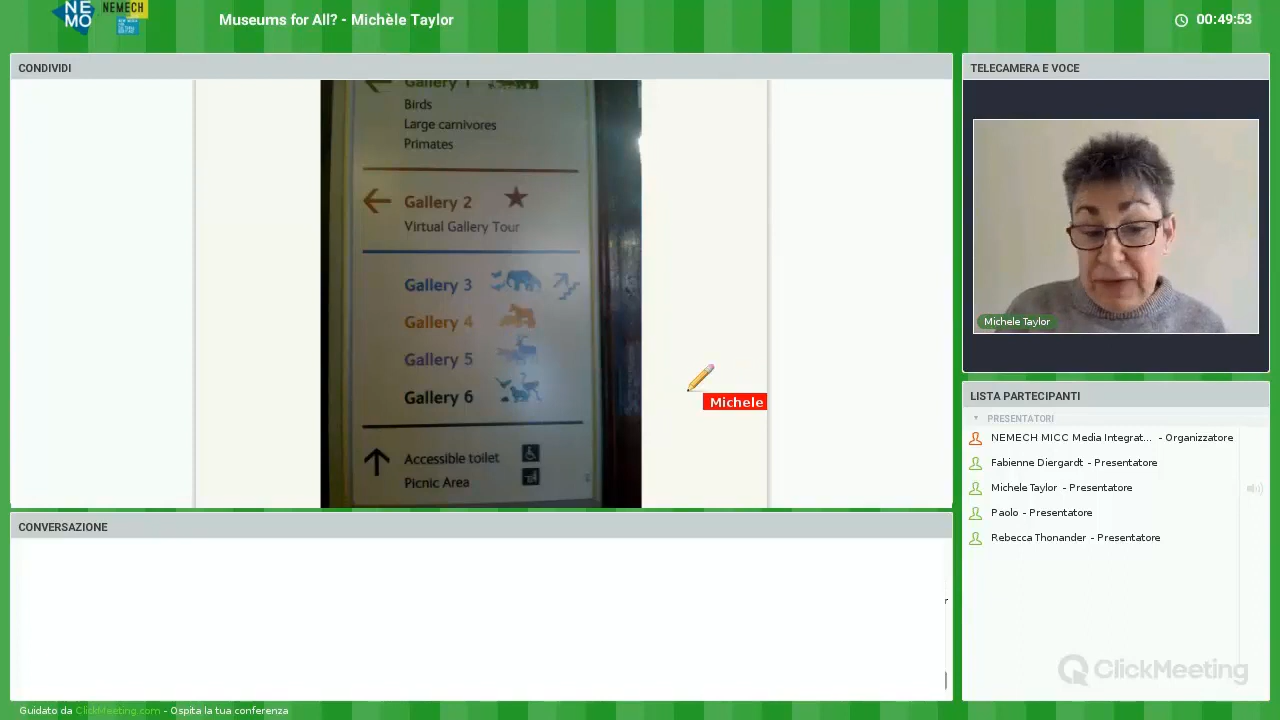 NE
MO
NEMECH
Museums for All? - Michèle Taylor
00:49:53
CONDIVIDI
Gallery 1
Birds
Large carnivores
Primates
Gallery 2
Virtual Gallery Tour
Gallery 3
Gallery 4
Gallery 5
Gallery 6
Accessible toilet
Picnic Area
Michele
TELECAMERA E VOCE
Michele Taylor
LISTA PARTECIPANTI
PRESENTATORI
NEMECH MICC Media Integrat... - Organizzatore
Fabienne Diergardt - Presentatore
Michele Taylor - Presentatore
Paolo - Presentatore
Rebecca Thonander - Presentatore
CONVERSAZIONE
ClickMeeting
Guidato da ClickMeeting.com - Ospita la tua conferenza